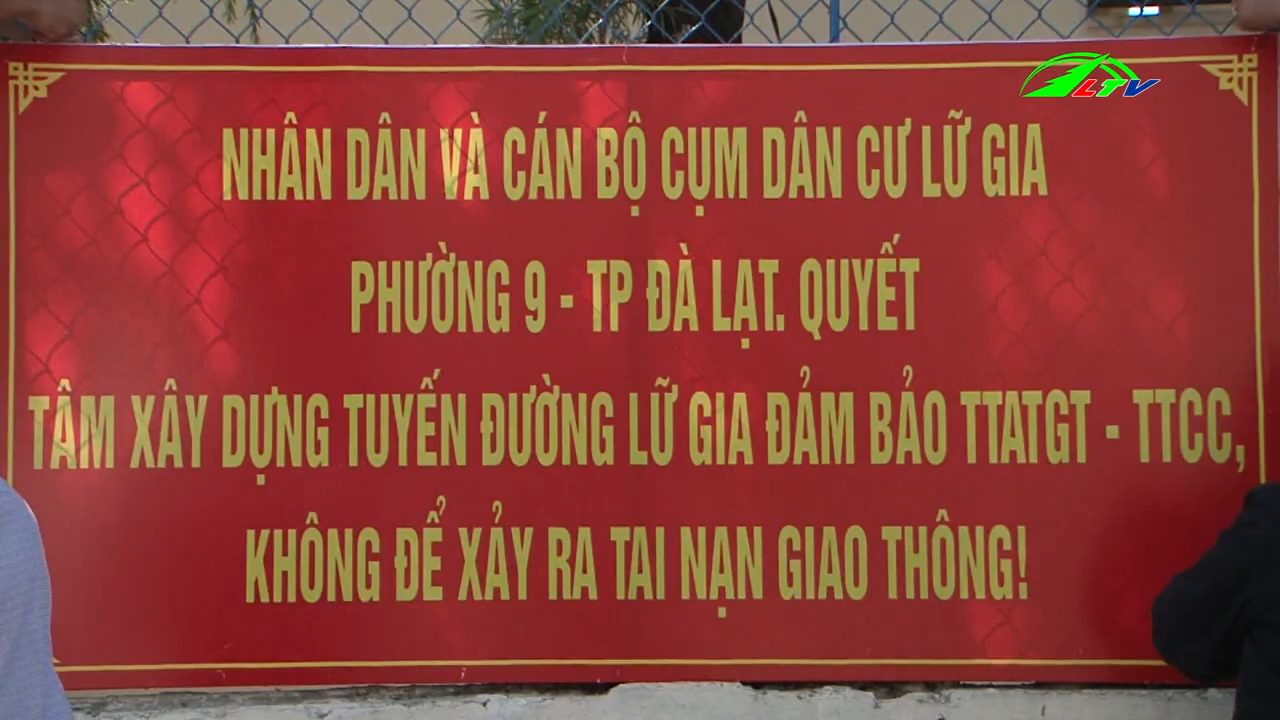 LTV
NHÂN DÂN VÀ CÁN BỘ CỤM DÂN CƯ LỮ GIA
PHƯỜNG 9 - TP ĐÀ LẠT. QUYẾT
TÂM XÂY DỰNG TUYẾN ĐƯỜNG LỮ GIA ĐẢM BẢO TTATGT - TTCC,
KHÔNG ĐỂ XẢY RA TAI NẠN GIAO THÔNG!